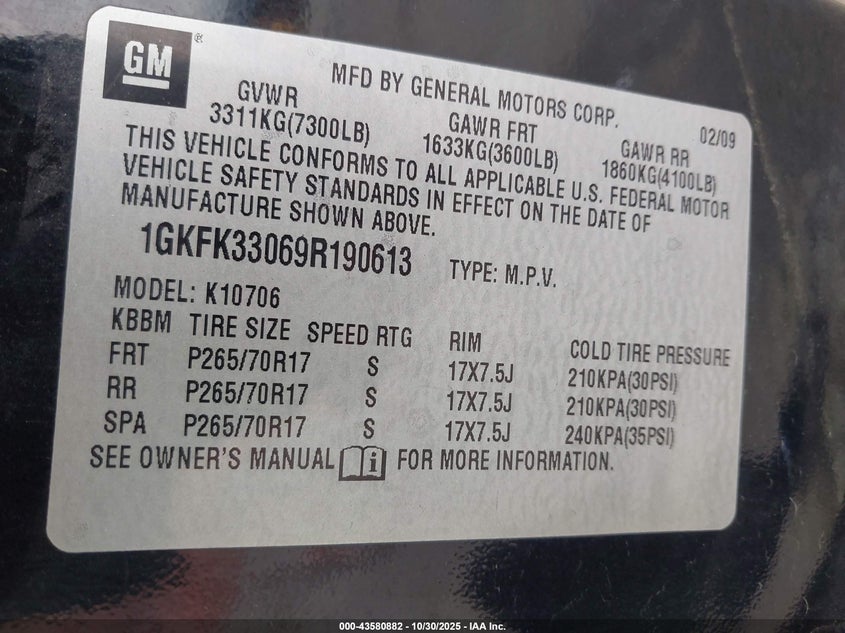 GM ®
MFD BY GENERAL MOTORS CORP. 02/09
GVWR GAWR FRT GAWR RR
3311KG(7300LB) 1633KG(3600LB) 1860KG(4100LB)
THIS VEHICLE CONFORMS TO ALL APPLICABLE U.S. FEDERAL MOTOR
VEHICLE SAFETY STANDARDS IN EFFECT ON THE DATE OF
MANUFACTURE SHOWN ABOVE.
1GKFK33069R190613 TYPE: M.P.V.
MODEL: K10706
KBBM TIRE SIZE SPEED RTG RIM COLD TIRE PRESSURE
FRT P265/70R17 S 17X7.5J 210KPA(30PSI)
RR P265/70R17 S 17X7.5J 210KPA(30PSI)
SPA P265/70R17 S 17X7.5J 240KPA(35PSI)
SEE OWNER'S MANUAL i FOR MORE INFORMATION.
000-43580882 - 10/30/2025 - IAA Inc.